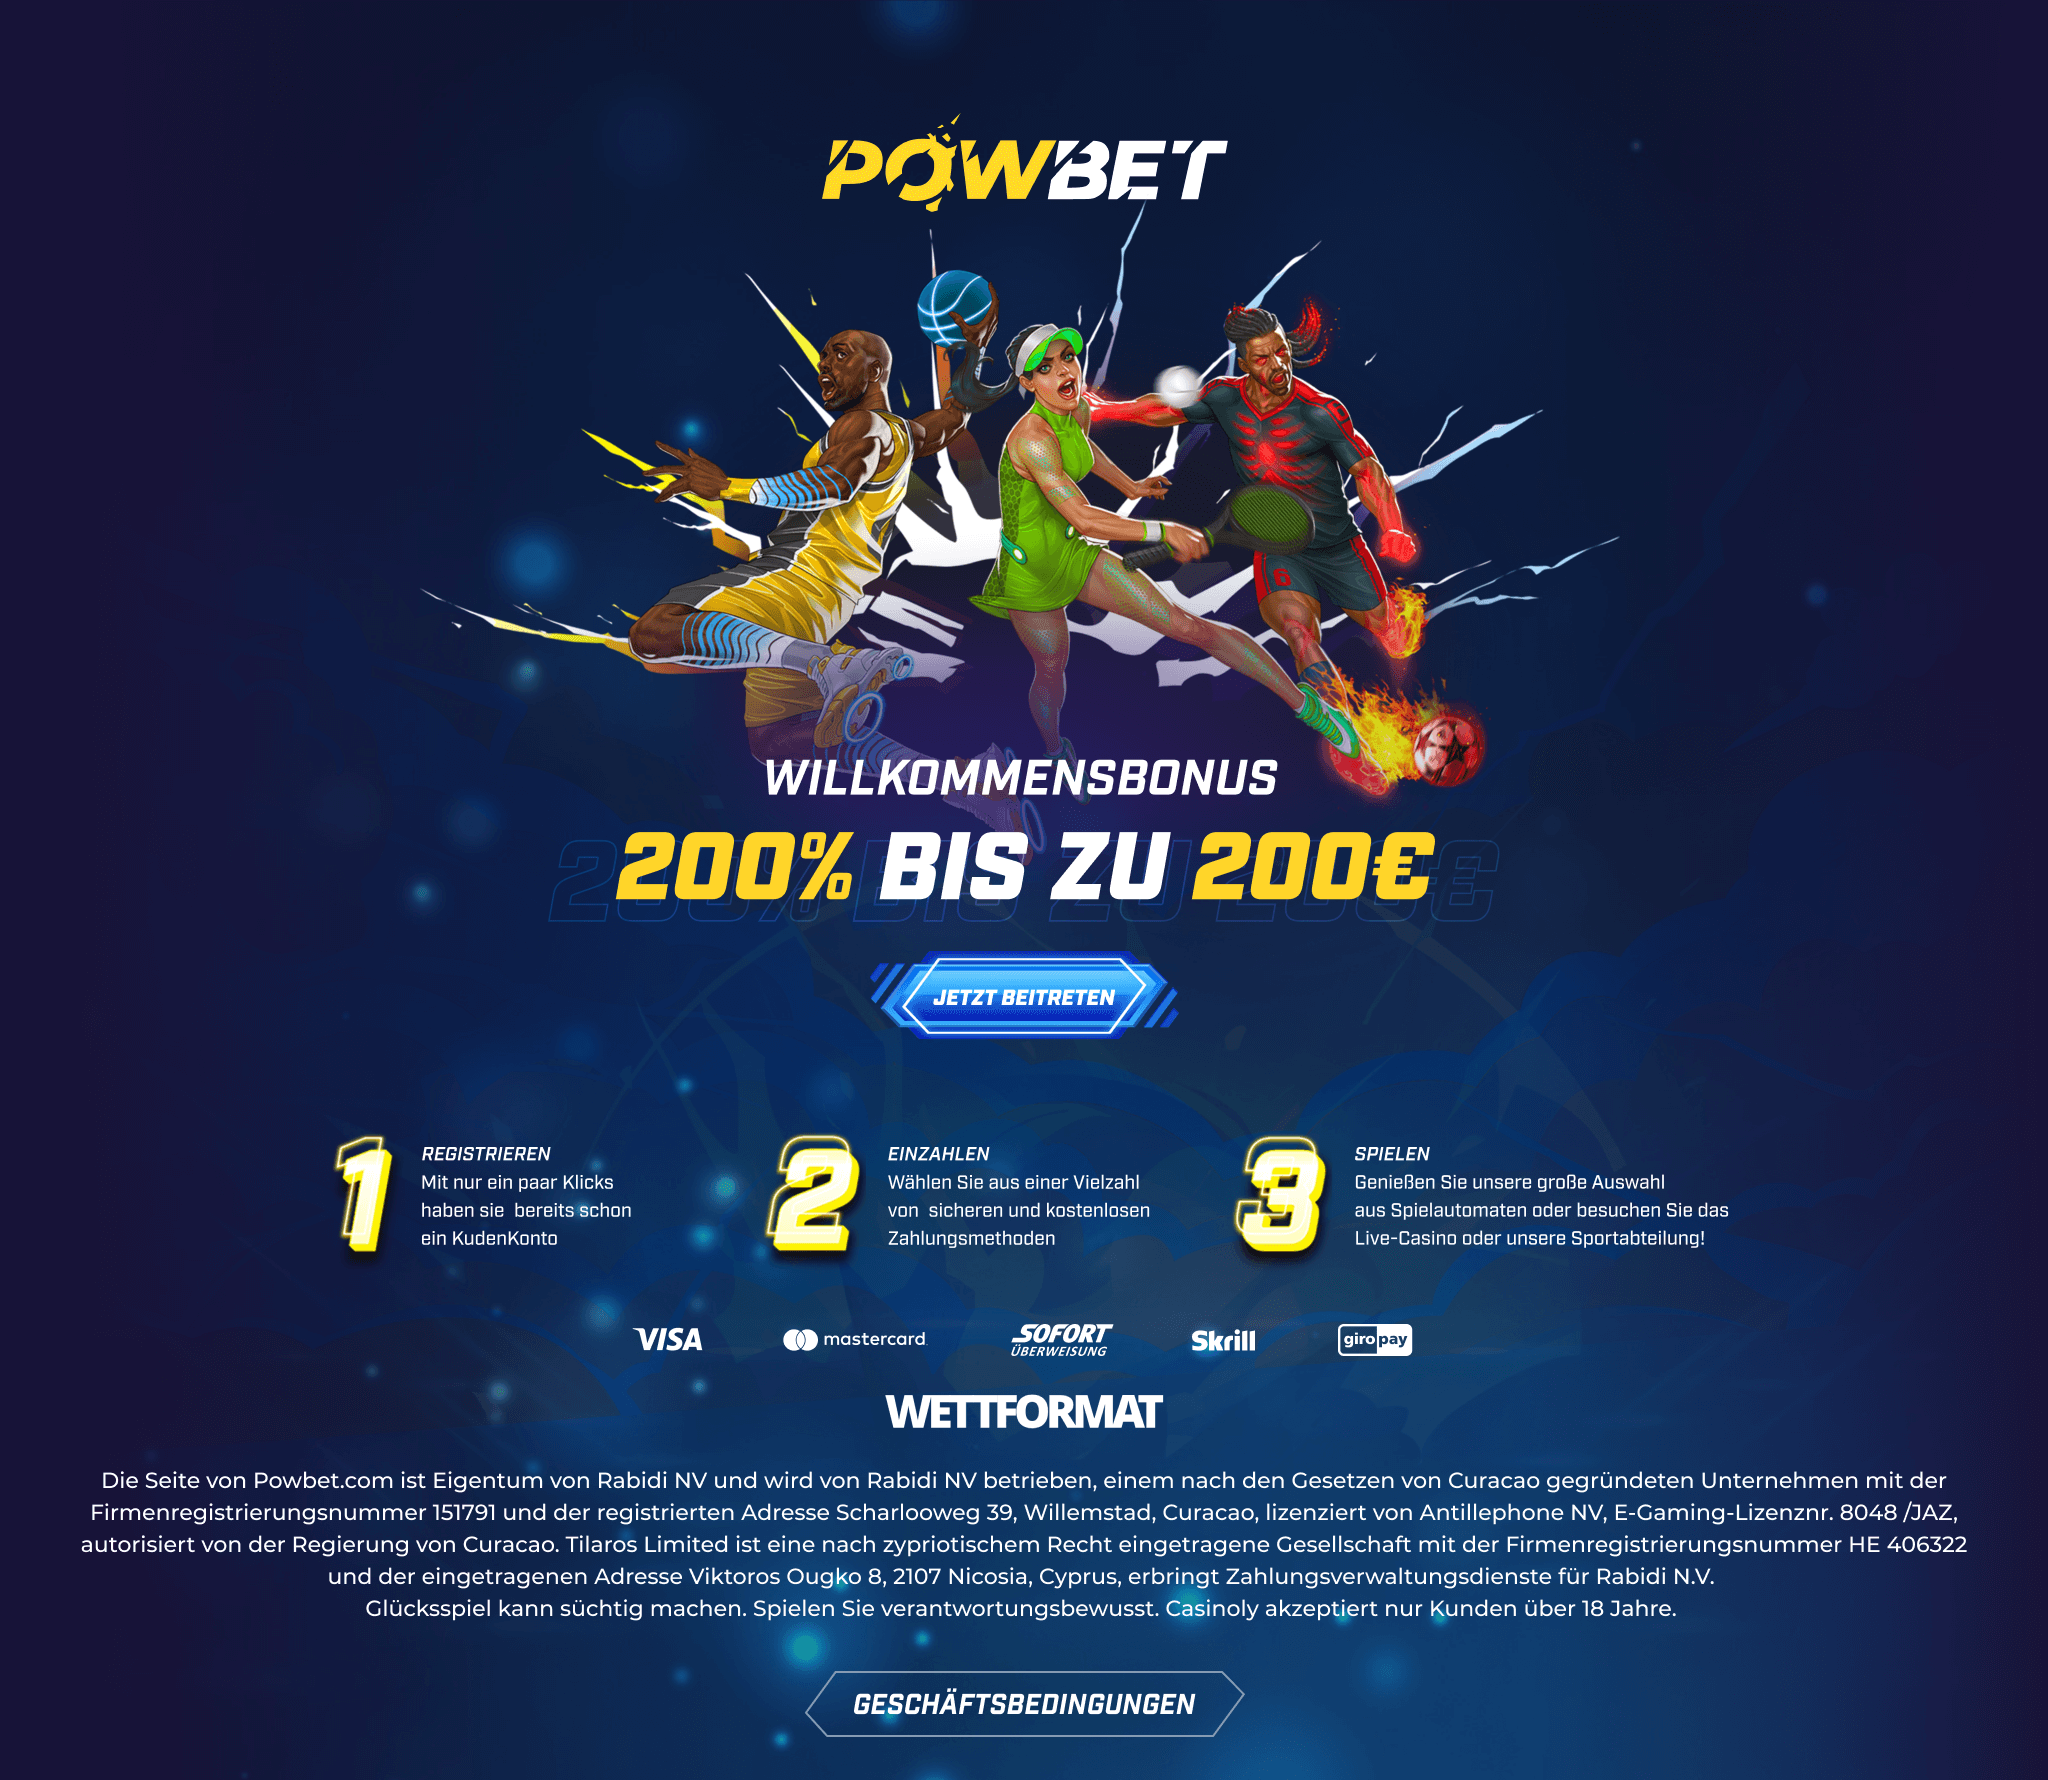 POWBET
WILLKOMMENSBONUS
200% BIS ZU 200€
JETZT BEITRETEN
1
REGISTRIEREN
Mit nur ein paar Klicks
haben sie bereits schon
ein KudenKonto
2
EINZAHLEN
Wählen Sie aus einer Vielzahl
von sicheren und kostenlosen
Zahlungsmethoden
3
SPIELEN
Genießen Sie unsere große Auswahl
aus Spielautomaten oder besuchen Sie das
Live-Casino oder unsere Sportabteilung!
VISA mastercard SOFORT ÜBERWEISUNG Skrill giropay
WETTFORMAT
Die Seite von Powbet.com ist Eigentum von Rabidi NV und wird von Rabidi NV betrieben, einem nach den Gesetzen von Curacao gegründeten Unternehmen mit der
Firmenregistrierungsnummer 151791 und der registrierten Adresse Scharlooweg 39, Willemstad, Curacao, lizenziert von Antillephone NV, E-Gaming-Lizenznr. 8048 /JAZ,
autorisiert von der Regierung von Curacao. Tilaros Limited ist eine nach zypriotischem Recht eingetragene Gesellschaft mit der Firmenregistrierungsnummer HE 406322
und der eingetragenen Adresse Viktoros Ougko 8, 2107 Nicosia, Cyprus, erbringt Zahlungsverwaltungsdienste für Rabidi N.V.
Glücksspiel kann süchtig machen. Spielen Sie verantwortungsbewusst. Casinoly akzeptiert nur Kunden über 18 Jahre.
GESCHÄFTSBEDINGUNGEN